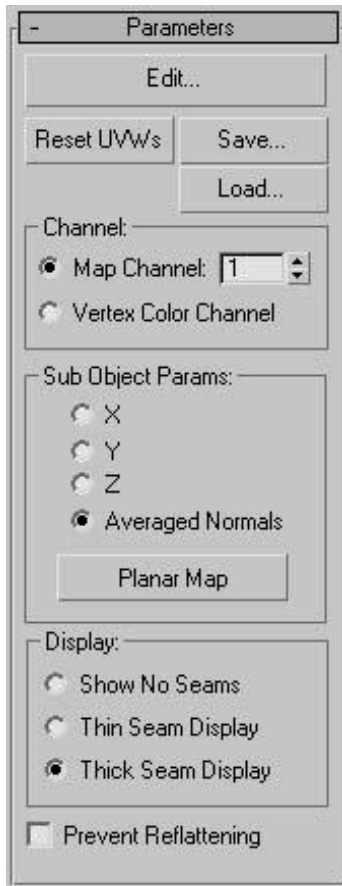 - Parameters
Edit...
Reset UVWs Save...
Load...
Channel:
Map Channel: 1
Vertex Color Channel
Sub Object Params:
X
Y
Z
Averaged Normals
Planar Map
Display:
Show No Seams
Thin Seam Display
Thick Seam Display
Prevent Reflattening